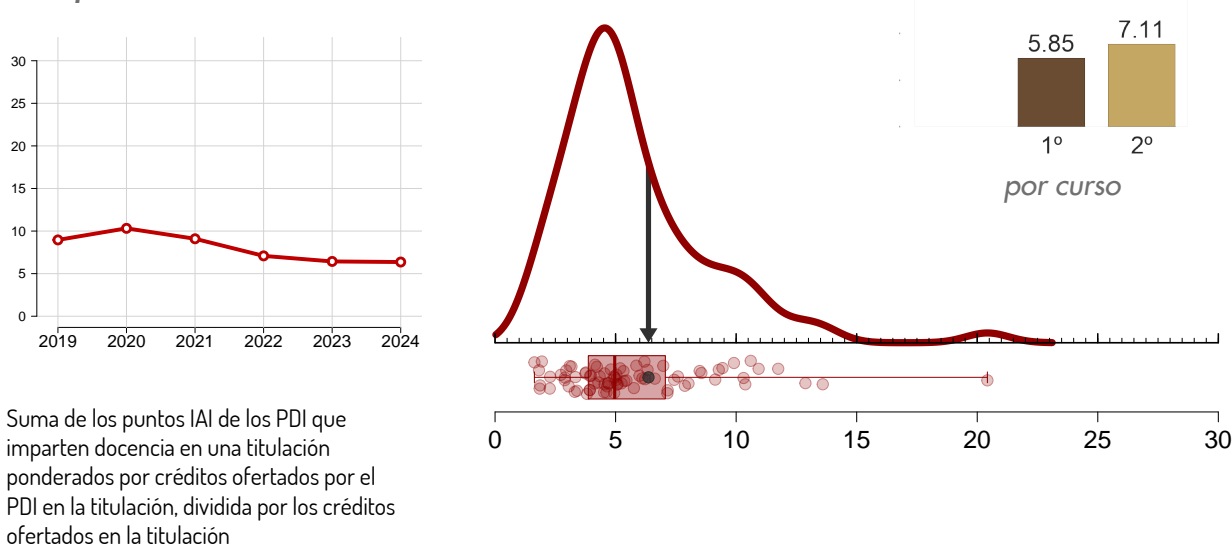 30
25
20
15
10
5
0
2019 2020 2021 2022 2023 2024
5.85 7.11
1º 2º
por curso
0 5 10 15 20 25 30
Suma de los puntos IAI de los PDI que
imparten docencia en una titulación
ponderados por créditos ofertados por el
PDI en la titulación, dividida por los créditos
ofertados en la titulación